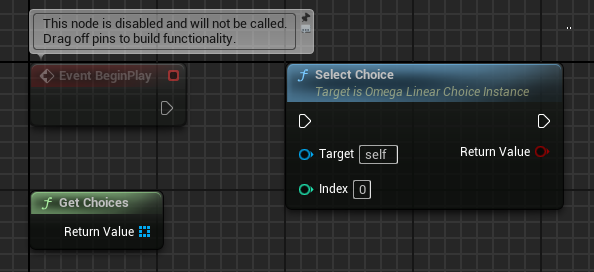 This node is disabled and will not be called.
Drag off pins to build functionality.
Event BeginPlay
f Select Choice
Target is Omega Linear Choice Instance
Target self
Return Value
Index 0
f Get Choices
Return Value